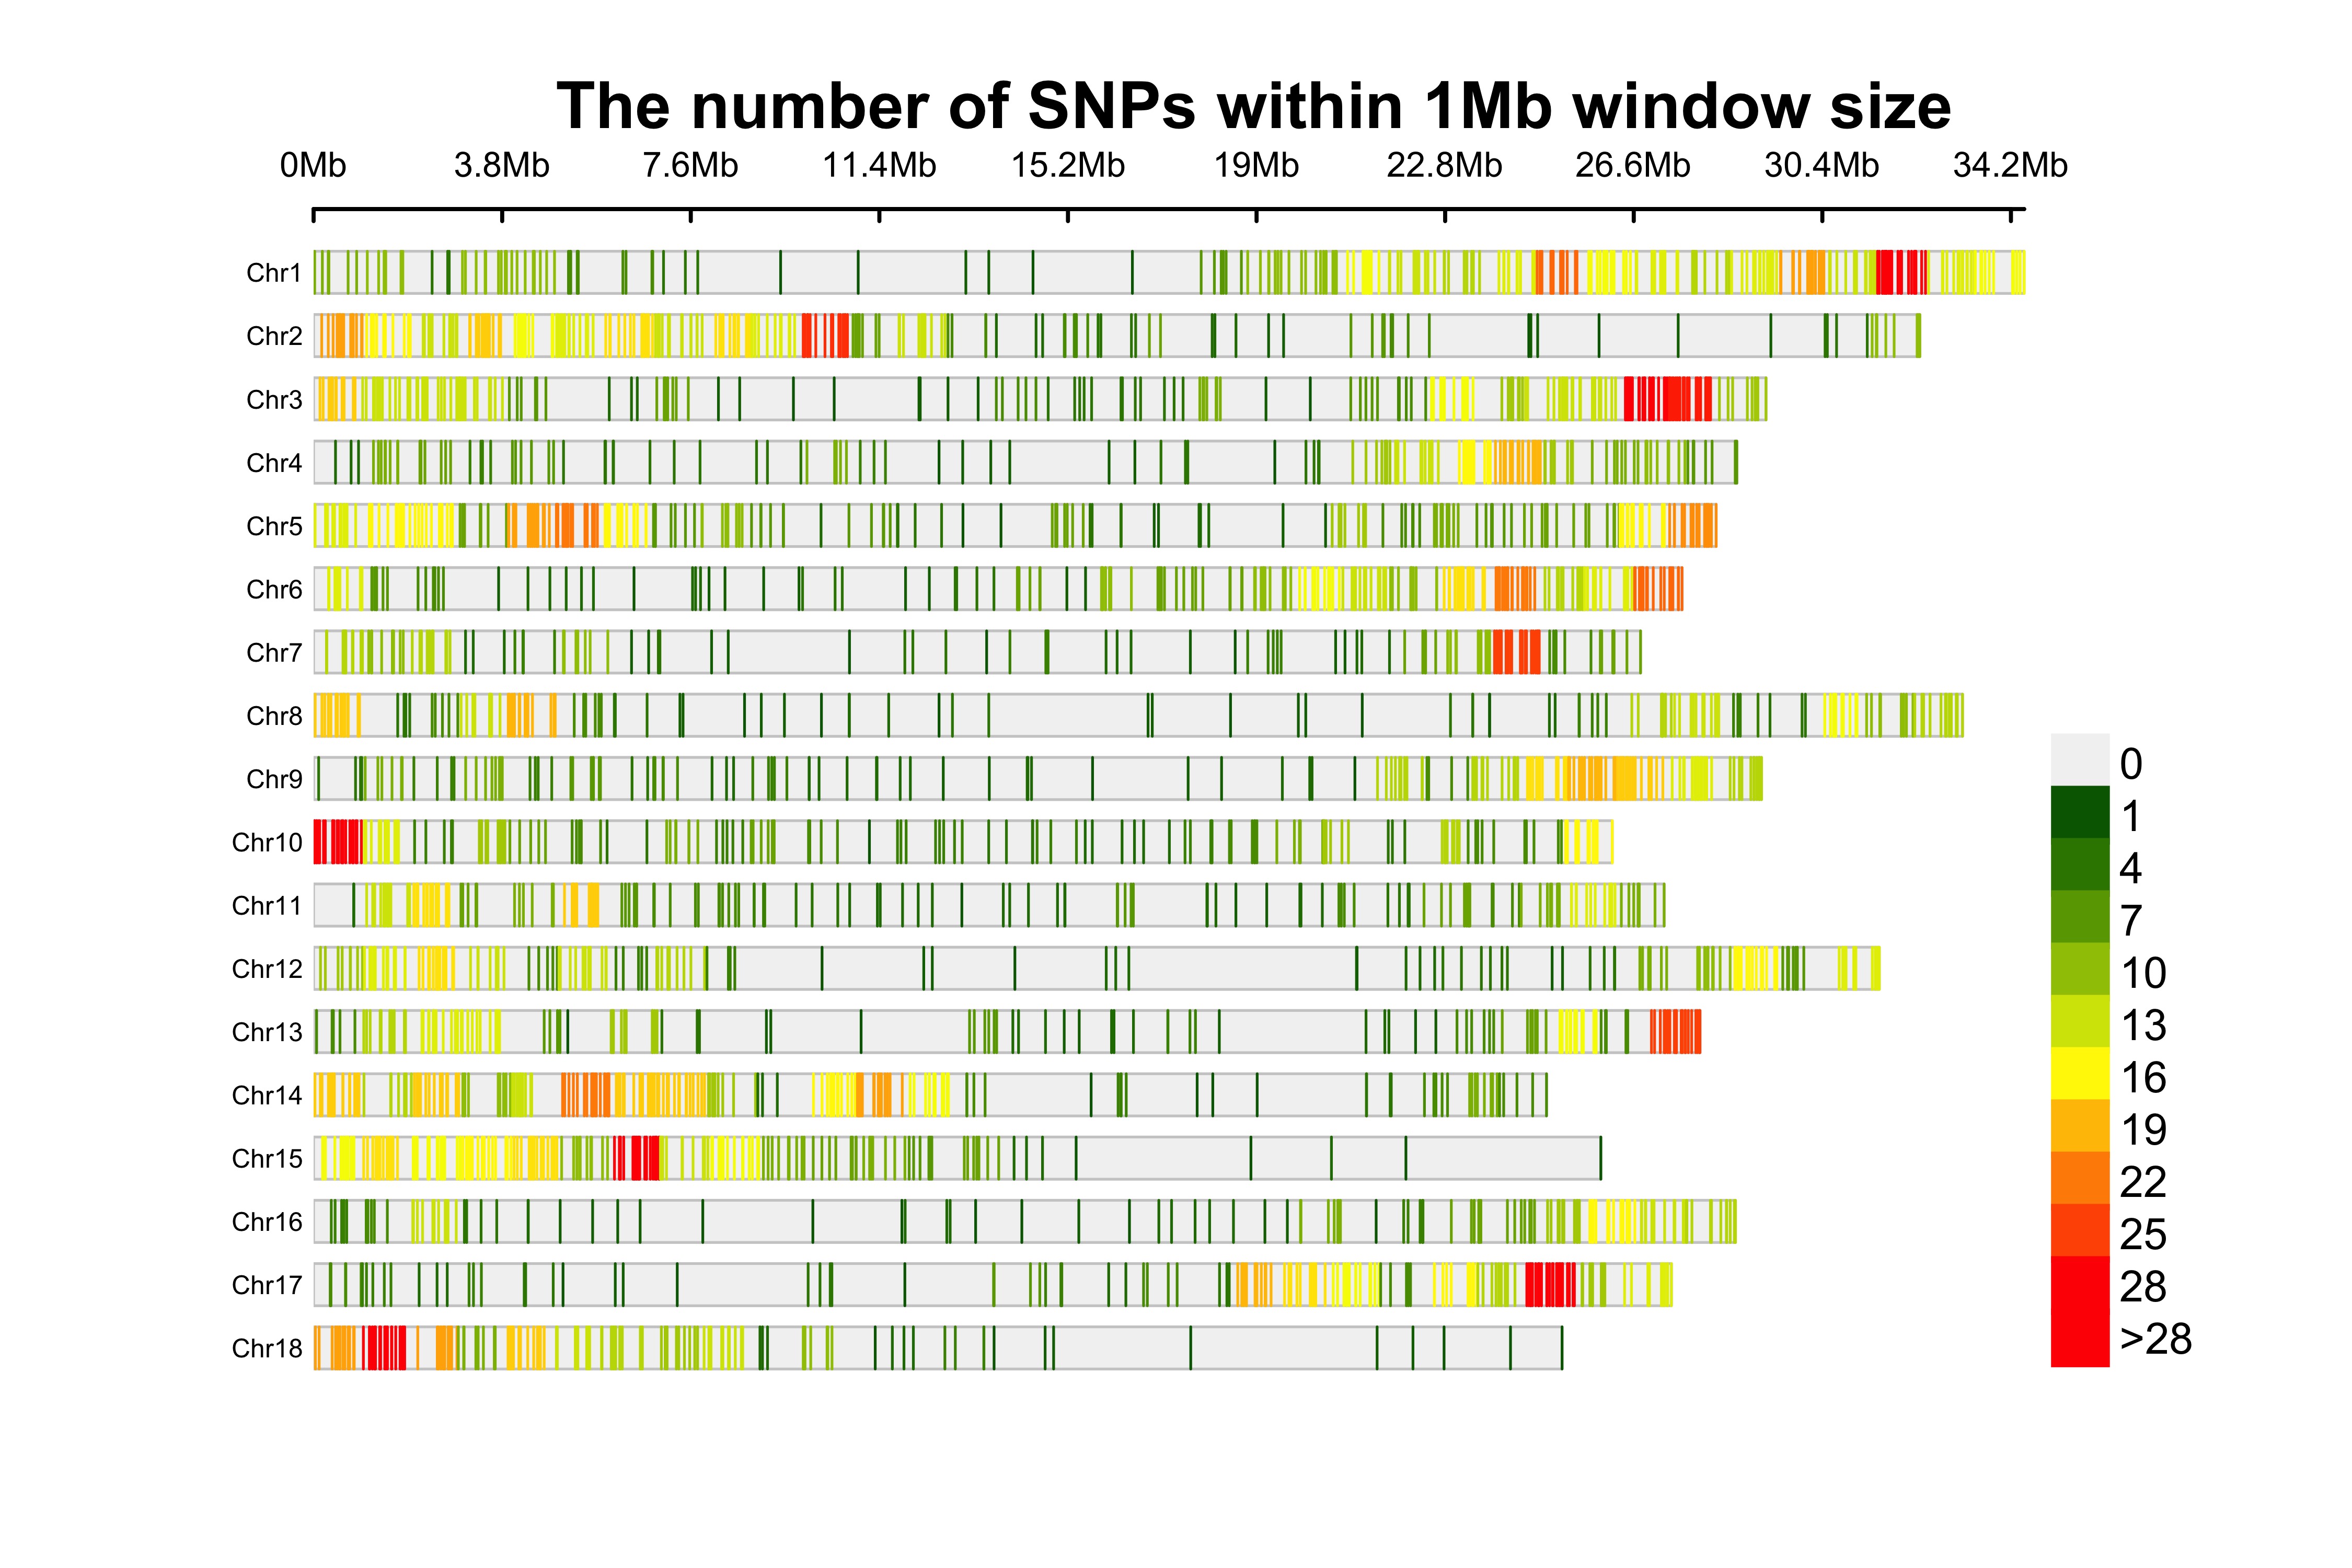 The number of SNPs within 1Mb window size
0Mb 3.8Mb 7.6Mb 11.4Mb 15.2Mb 19Mb 22.8Mb 26.6Mb 30.4Mb 34.2Mb
Chr1
Chr2
Chr3
Chr4
Chr5
Chr6
Chr7
Chr8
Chr9
Chr10
Chr11
Chr12
Chr13
Chr14
Chr15
Chr16
Chr17
Chr18
0
1
4
7
10
13
16
19
22
25
28
>28